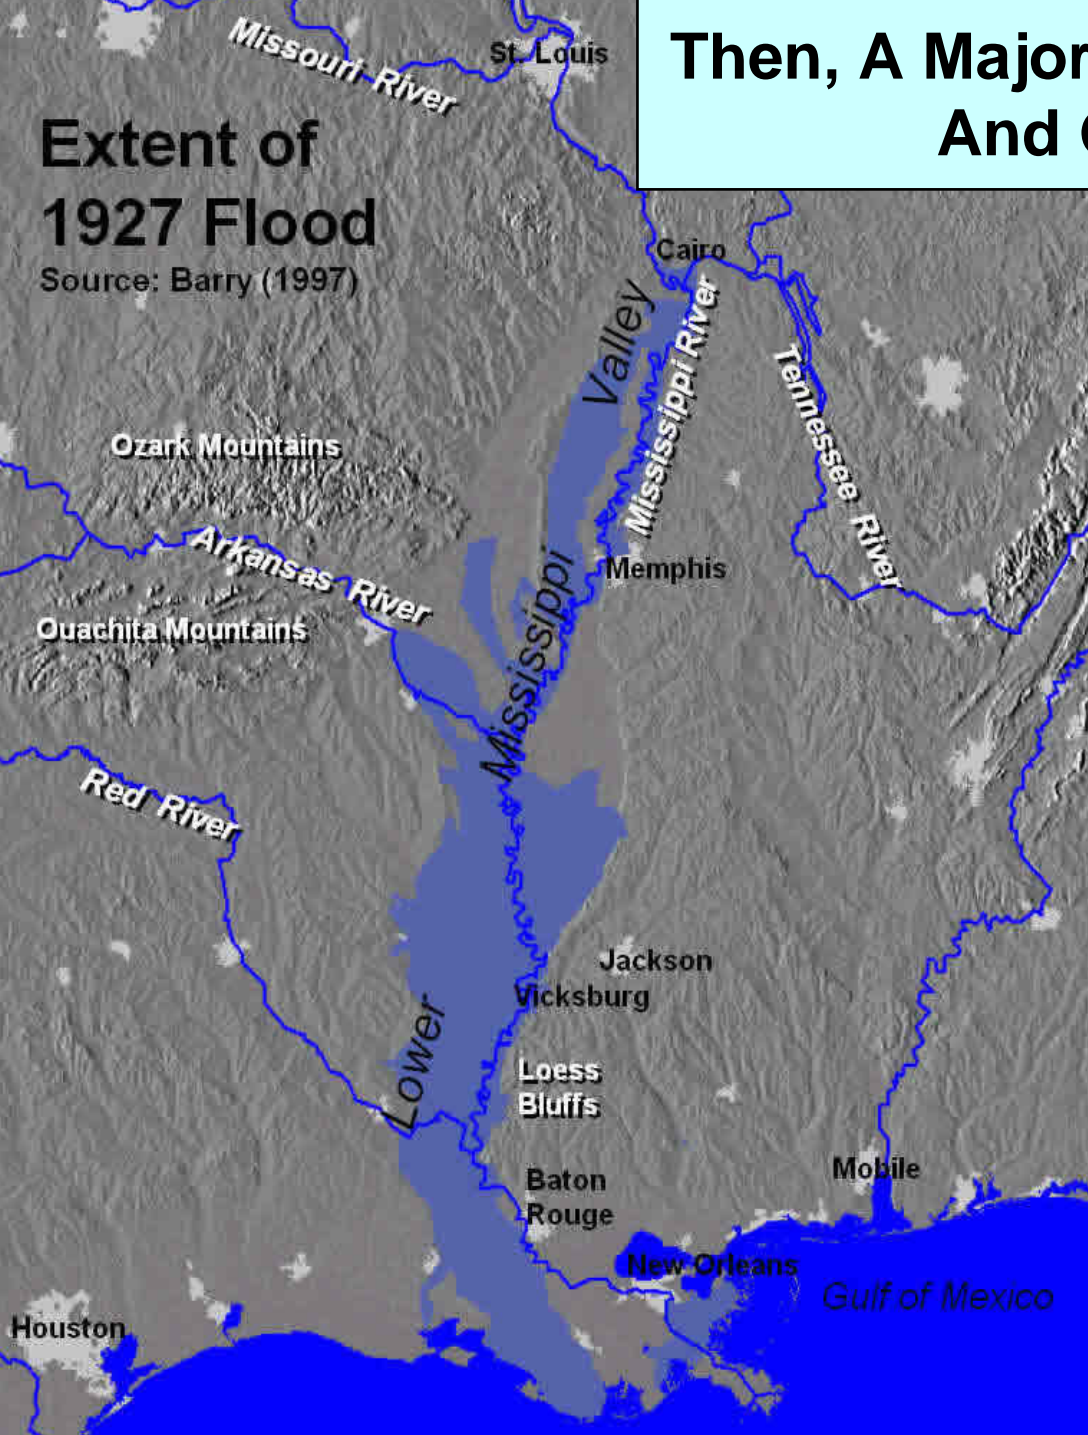 Then, A Major
And
Missouri River
St. Louis
Extent of
1927 Flood
Source: Barry (1997)
Cairo
Valley
Mississippi River
Tennessee River
Ozark Mountains
Arkansas River
Memphis
Mississippi
Ouachita Mountains
Red River
Jackson
Vicksburg
Lower
Loess
Bluffs
Baton
Rouge
Mobile
New Orleans
Gulf of Mexico
Houston